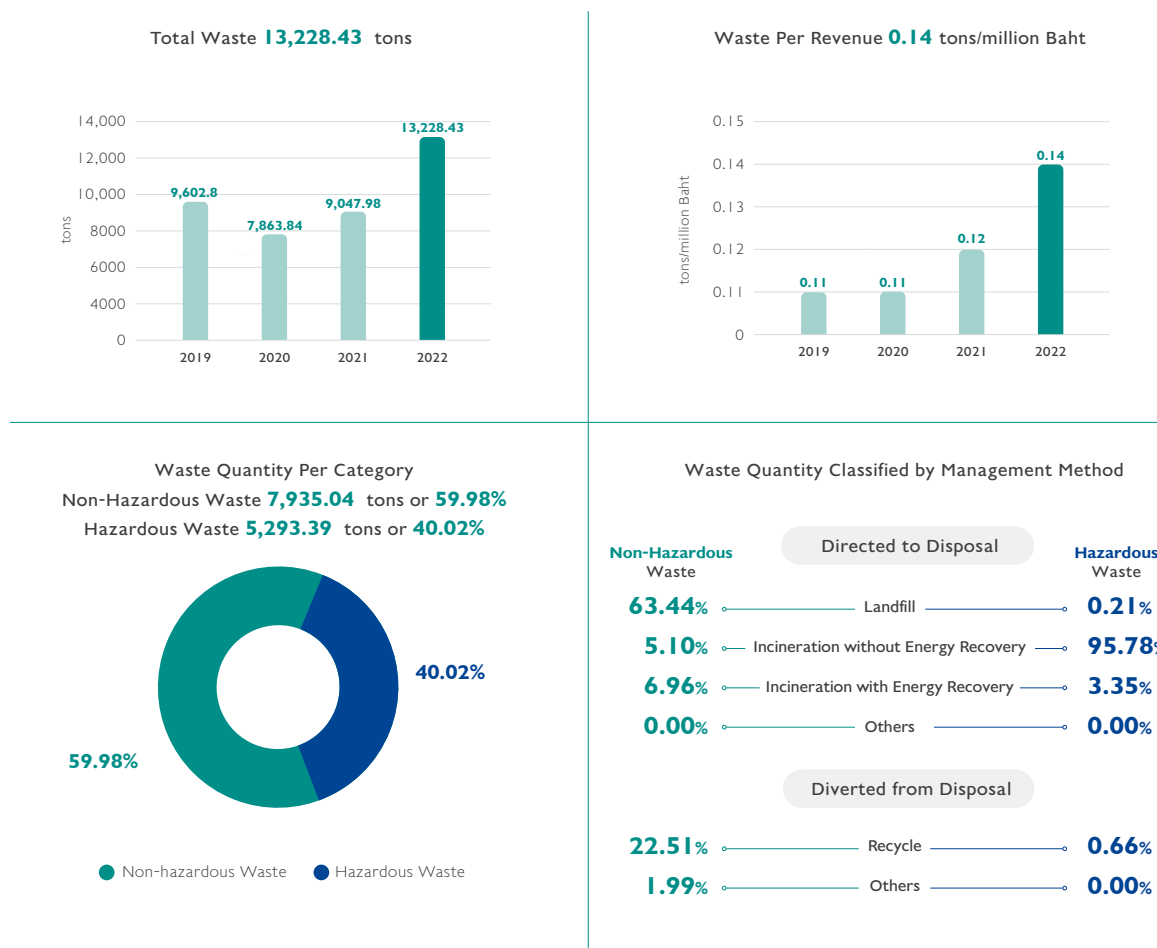 Total Waste 13,228.43 tons
14,000
12,000
10,000
8000
6000
4000
0
tons
9,602.8
7,863.84
9,047.98
13,228.43
2019
2020
2021
2022
Waste Per Revenue 0.14 tons/million Baht
0.15
0.14
0.13
0.12
0.11
0
tons/million Baht
0.11
0.11
0.12
0.14
2019
2020
2021
2022
Waste Quantity Per Category
Non-Hazardous Waste 7,935.04 tons or 59.98%
Hazardous Waste 5,293.39 tons or 40.02%
40.02%
59.98%
Non-hazardous Waste
Hazardous Waste
Waste Quantity Classified by Management Method
Directed to Disposal
Non-Hazardous
Waste
Hazardous
Waste
63.44% Landfill 0.21%
5.10% Incineration without Energy Recovery 95.78%
6.96% Incineration with Energy Recovery 3.35%
0.00% Others 0.00%
Diverted from Disposal
22.51% Recycle 0.66%
1.99% Others 0.00%